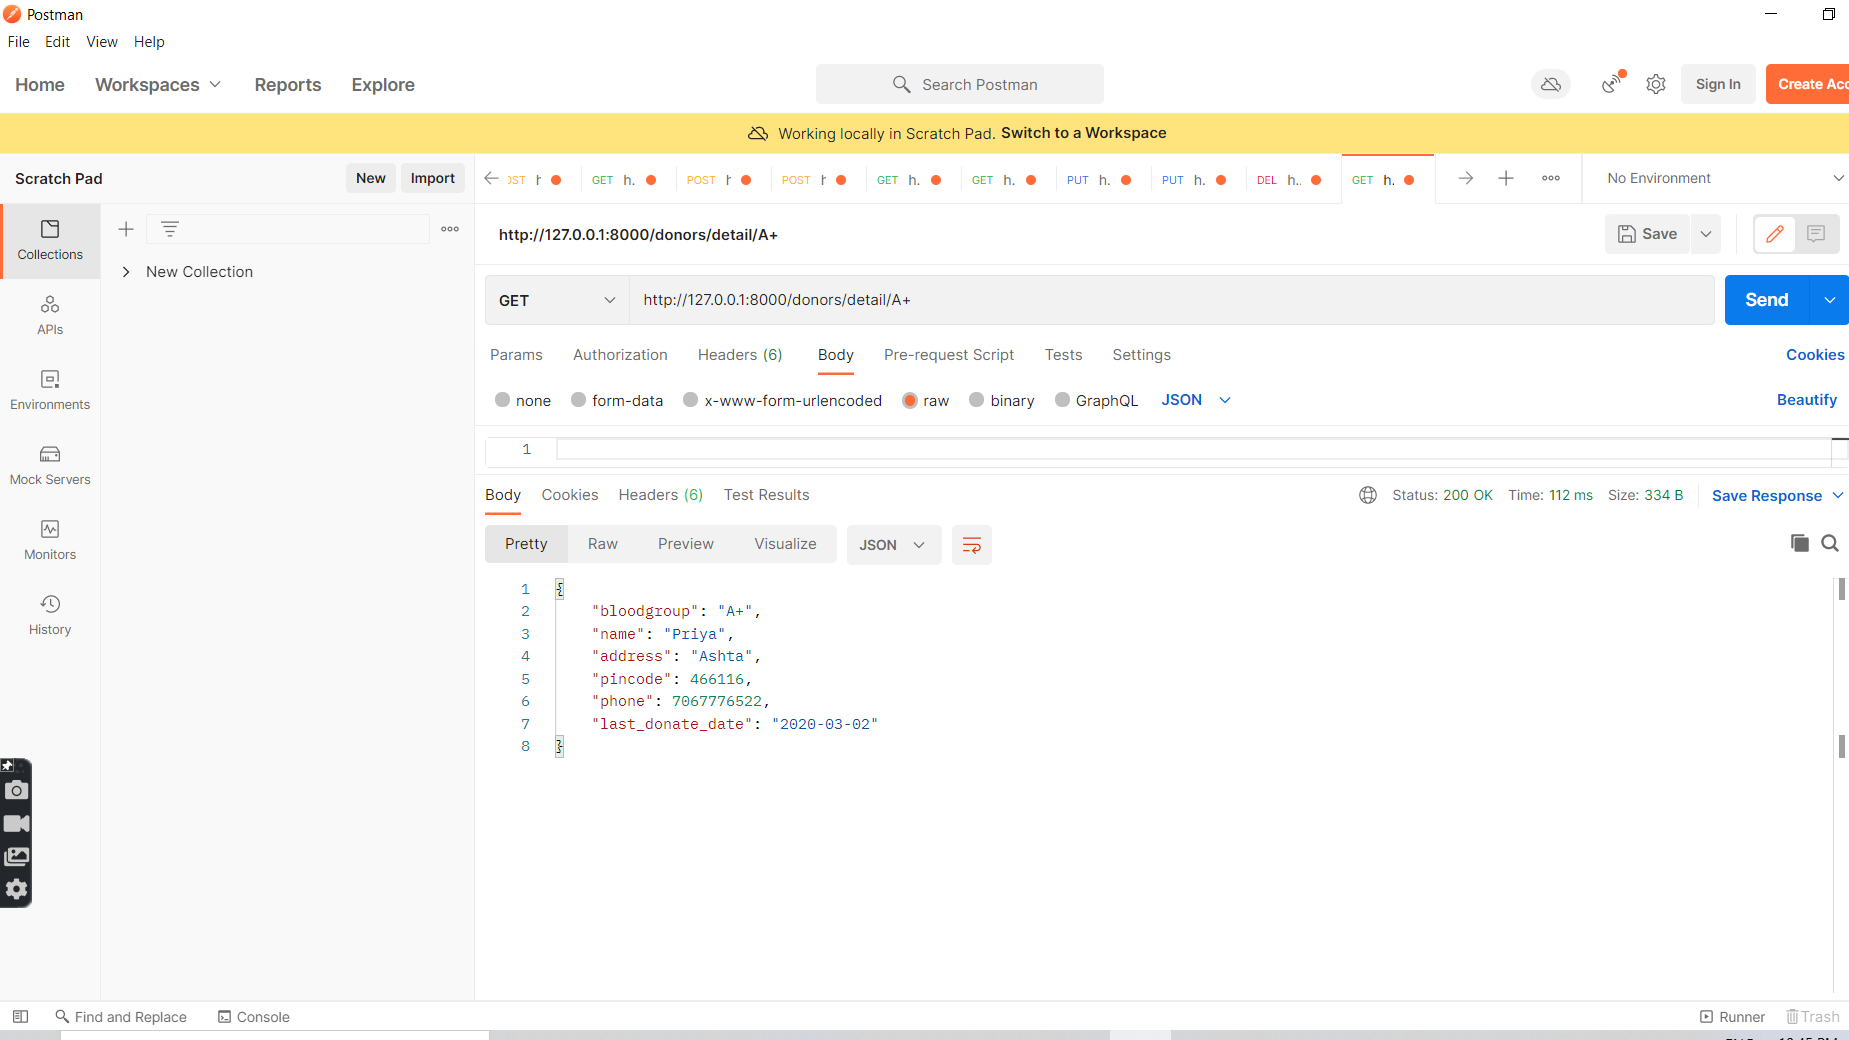 Postman
File Edit View Help
Home Workspaces Reports Explore Search Postman Sign In Create Acc
Working locally in Scratch Pad. Switch to a Workspace
Scratch Pad New Import OST h GET h. POST h POST h GET h. GET h. PUT h. PUT h. DEL h.. GET h. No Environment
Collections
New Collection
APIs
Environments
Mock Servers
Monitors
History
http://127.0.0.1:8000/donors/detail/A+ Save
GET http://127.0.0.1:8000/donors/detail/A+ Send
Params Authorization Headers (6) Body Pre-request Script Tests Settings Cookies
none form-data x-www-form-urlencoded raw binary GraphQL JSON Beautify
1
Body Cookies Headers (6) Test Results Status: 200 OK Time: 112 ms Size: 334 B Save Response
Pretty Raw Preview Visualize JSON
1 {
2 "bloodgroup": "A+",
3 "name": "Priya",
4 "address": "Ashta",
5 "pincode": 466116,
6 "phone": 7067776522,
7 "last_donate_date": "2020-03-02"
8 }
Find and Replace Console Runner Trash